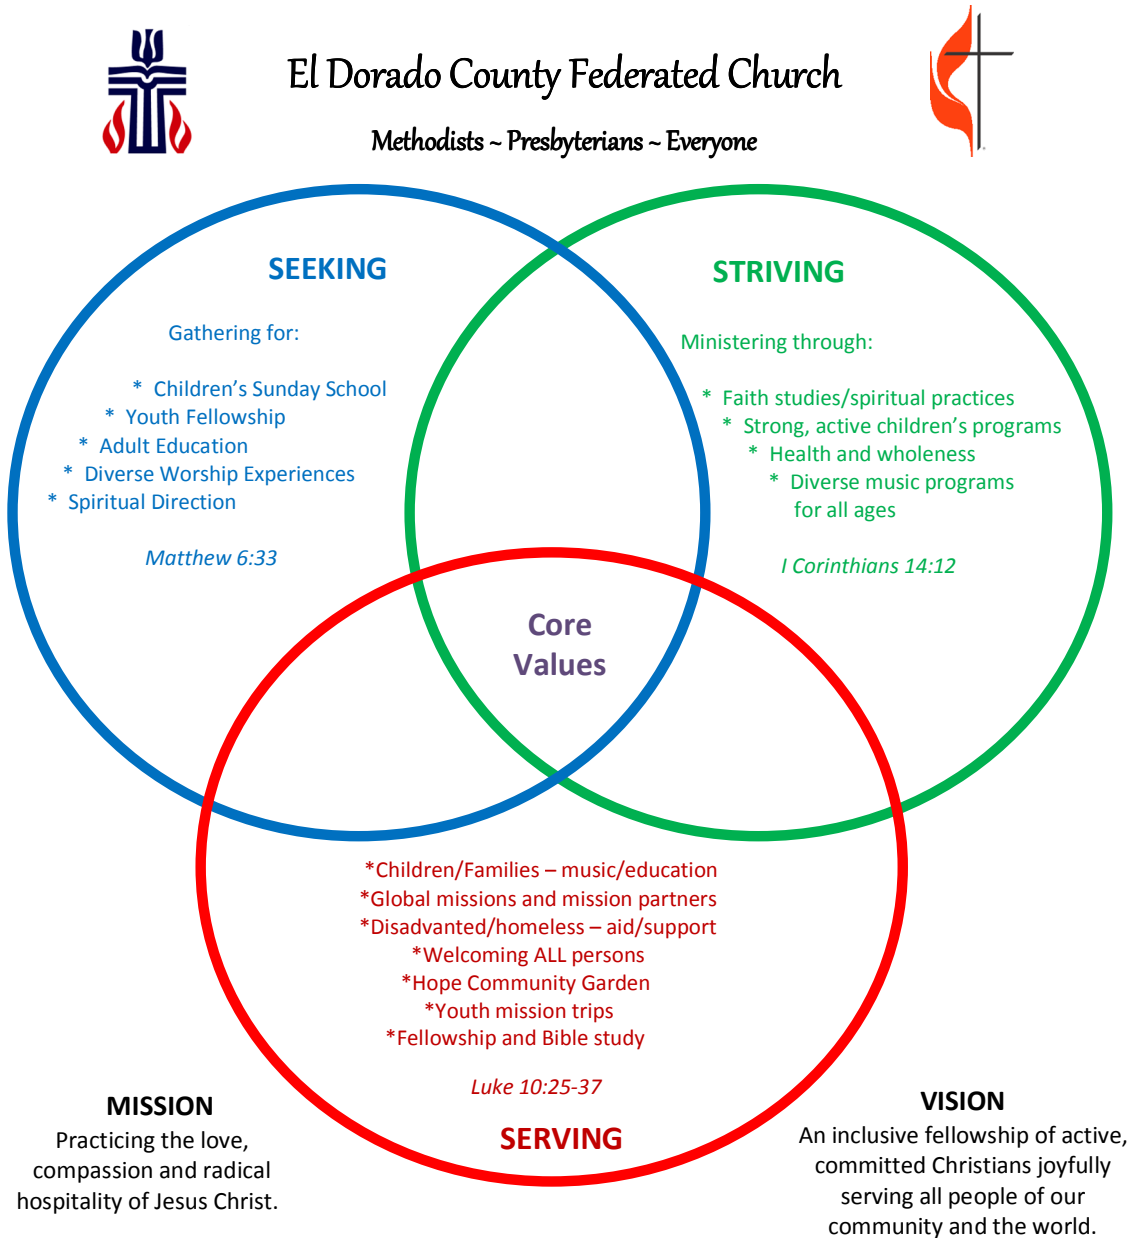 El Dorado County Federated Church
Methodists ~ Presbyterians ~ Everyone
SEEKING
Gathering for:
* Children’s Sunday School
* Youth Fellowship
* Adult Education
* Diverse Worship Experiences
* Spiritual Direction
Matthew 6:33
STRIVING
Ministering through:
* Faith studies/spiritual practices
* Strong, active children’s programs
* Health and wholeness
* Diverse music programs
for all ages
I Corinthians 14:12
Core
Values
*Children/Families – music/education
*Global missions and mission partners
*Disadvanted/homeless – aid/support
*Welcoming ALL persons
*Hope Community Garden
*Youth mission trips
*Fellowship and Bible study
Luke 10:25-37
SERVING
MISSION
Practicing the love,
compassion and radical
hospitality of Jesus Christ.
VISION
An inclusive fellowship of active,
committed Christians joyfully
serving all people of our
community and the world.